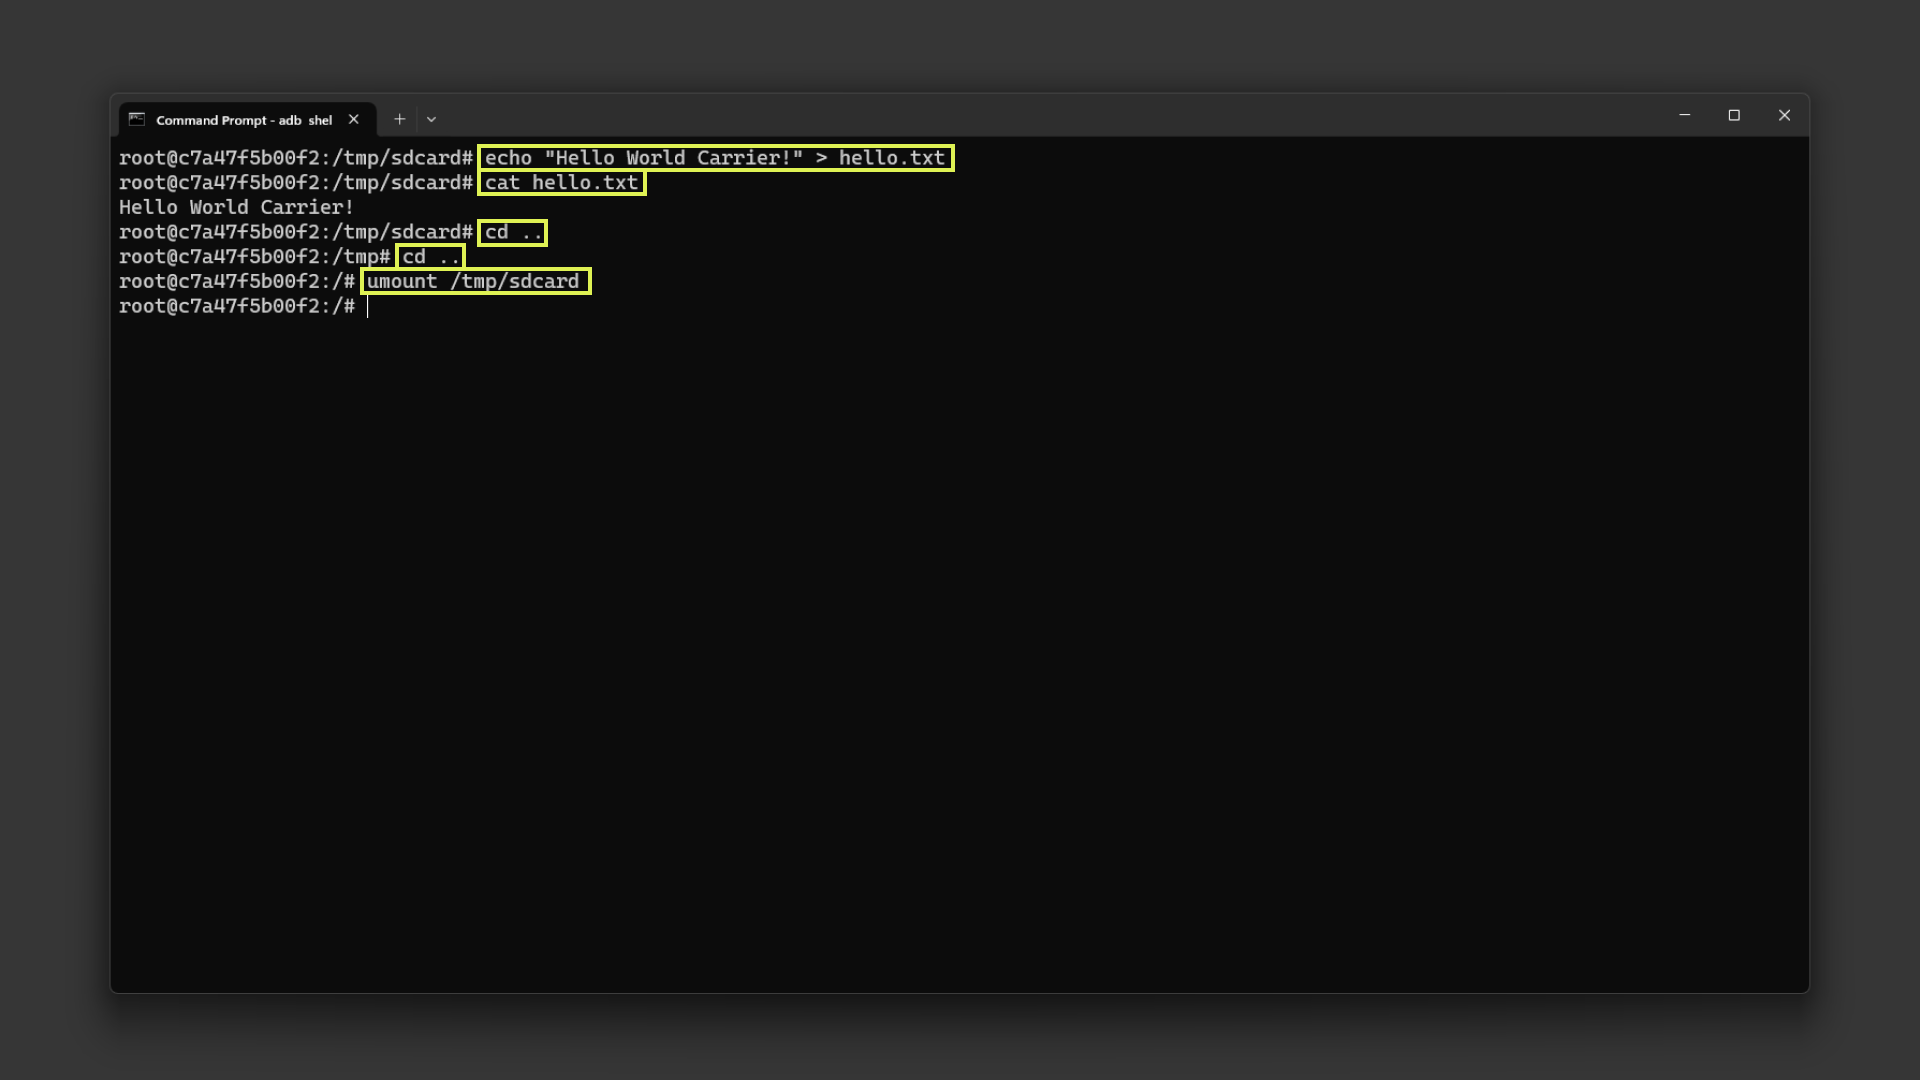 Command Prompt - adb shel
root@c7a47f5b00f2:/tmp/sdcard# echo "Hello World Carrier!" > hello.txt
root@c7a47f5b00f2:/tmp/sdcard# cat hello.txt
Hello World Carrier!
root@c7a47f5b00f2:/tmp/sdcard# cd ..
root@c7a47f5b00f2:/tmp# cd ..
root@c7a47f5b00f2:/# umount /tmp/sdcard
root@c7a47f5b00f2:/#